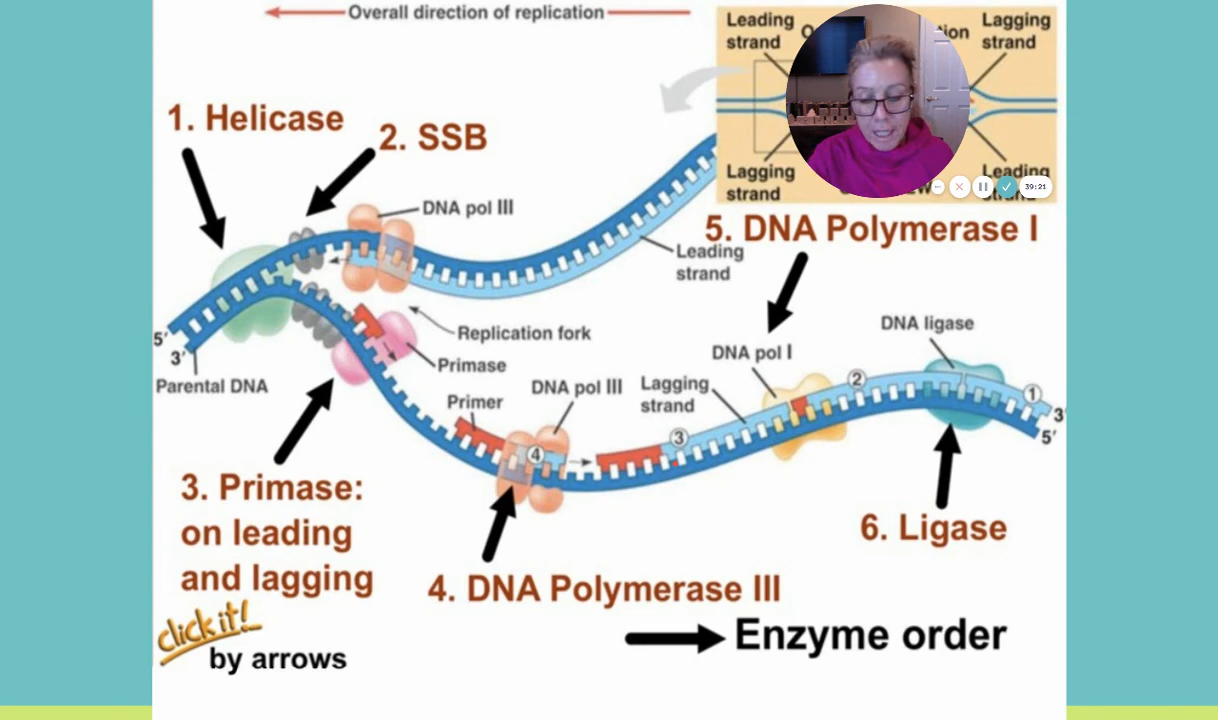 Overall direction of replication
Leading
strand
Lagging
strand
1. Helicase
2. SSB
DNA pol III
Lagging
strand
Leading
39:21
5. DNA Polymerase I
Leading
strand
Replication fork
Primase
5'
3'
Parental DNA
DNA ligase
DNA pol I
DNA pol III
Lagging
strand
Primer
2
1
3'
5'
3
4
3. Primase:
on leading
and lagging
6. Ligase
4. DNA Polymerase III
click it!
by arrows
Enzyme order